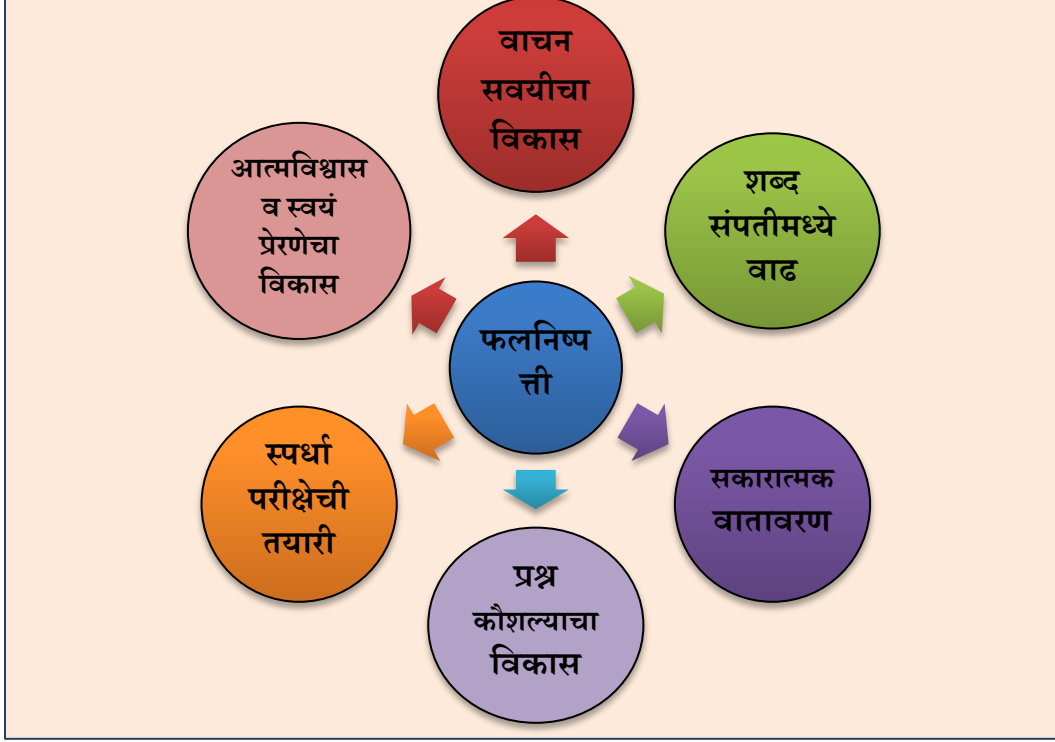 वाचन
सवयीचा
विकास
शब्द
संपतीमध्ये
वाढ
सकारात्मक
वातावरण
प्रश्न
कौशल्याचा
विकास
स्पर्धा
परीक्षेची
तयारी
आत्मविश्वास
व स्वयं
प्रेरणेचा
विकास
फलनिष्प
त्ती